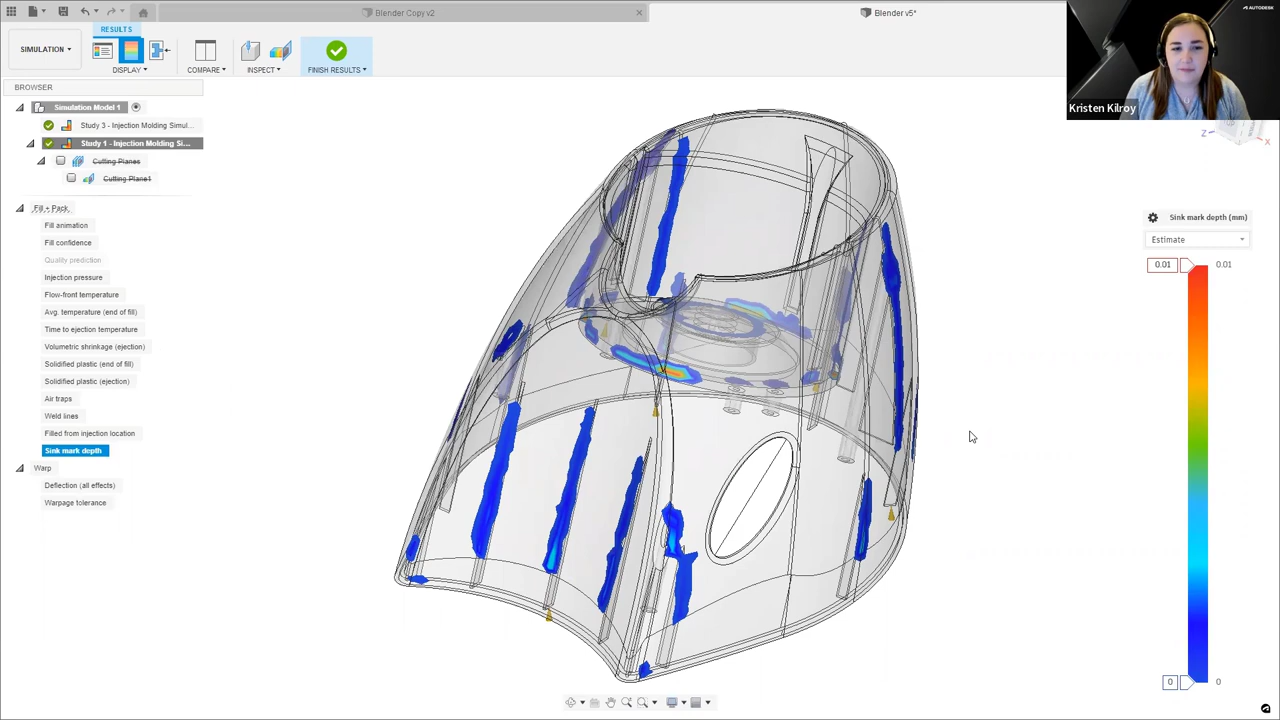 Blender Copy v2
Blender v5*
AUTODESK
RESULTS
SIMULATION
DISPLAY
COMPARE
INSPECT
FINISH RESULTS
Kristen Kilroy
BROWSER
Simulation Model 1
Study 3 - Injection Molding Simul...
Study 1 - Injection Molding Si...
Cutting Planes
Cutting Plane1
Fill + Pack
Fill animation
Fill confidence
Quality prediction
Injection pressure
Flow-front temperature
Avg. temperature (end of fill)
Time to ejection temperature
Volumetric shrinkage (ejection)
Solidified plastic (end of fill)
Solidified plastic (ejection)
Air traps
Weld lines
Filled from injection location
Sink mark depth
Warp
Deflection (all effects)
Warpage tolerance
Z
X
Sink mark depth (mm)
Estimate
0.01 0.01
0 0